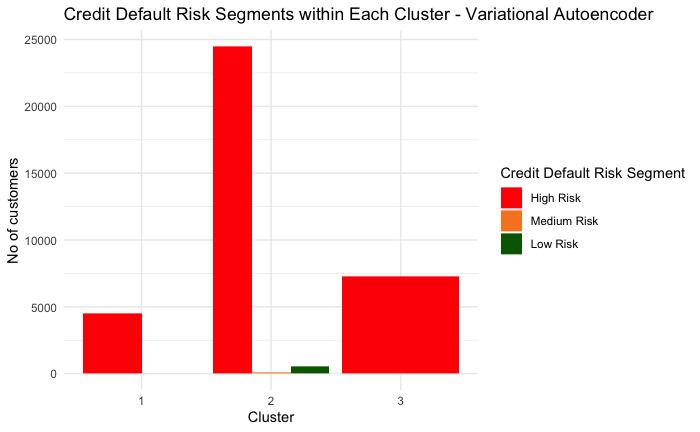 Credit Default Risk Segments within Each Cluster - Variational Autoencoder
25000
20000
15000
10000
5000
0
No of customers
1 2 3
Cluster
Credit Default Risk Segment
High Risk
Medium Risk
Low Risk